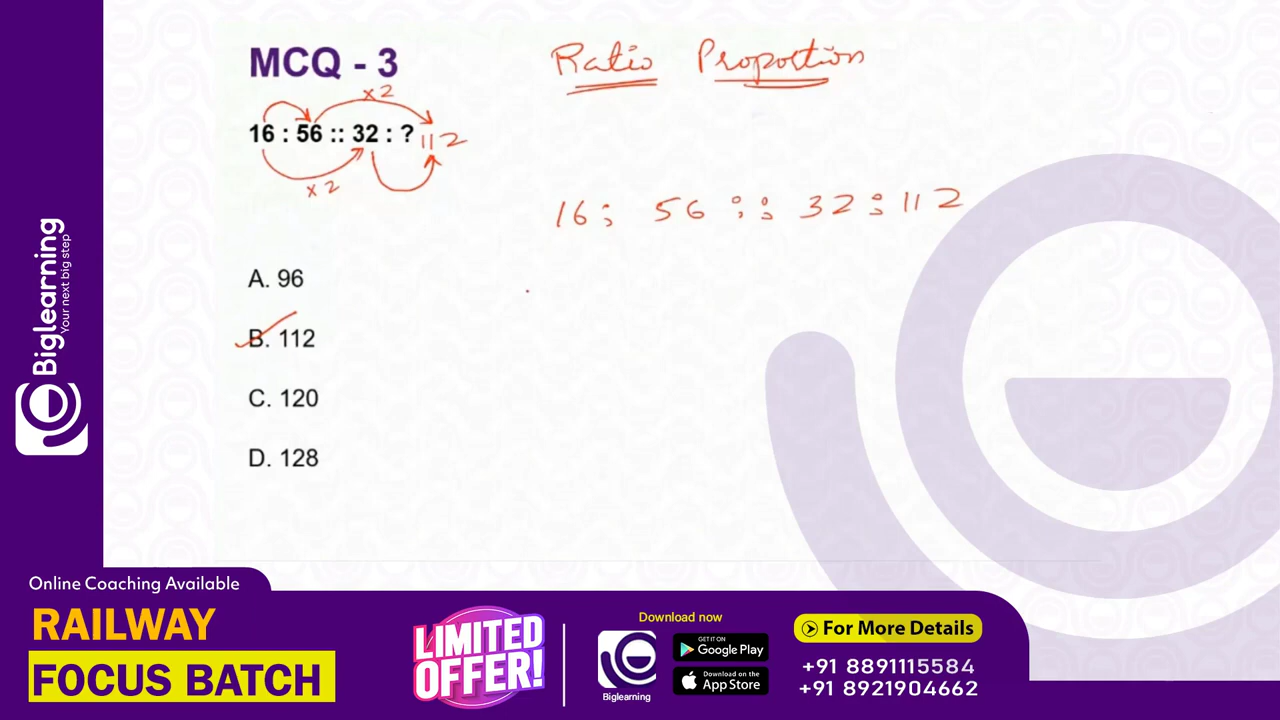 MCQ - 3
Ratio Proportion
x2
16 : 56 :: 32 : ? 112
x2
16 : 56 :: 32 : 112
A. 96
B. 112
C. 120
D. 128
Biglearning
Your next big step
Online Coaching Available
RAILWAY
FOCUS BATCH
LIMITED
OFFER!
Download now
Biglearning
GET IT ON
Google Play
Download on the
App Store
For More Details
+91 8891115584
+91 8921904662